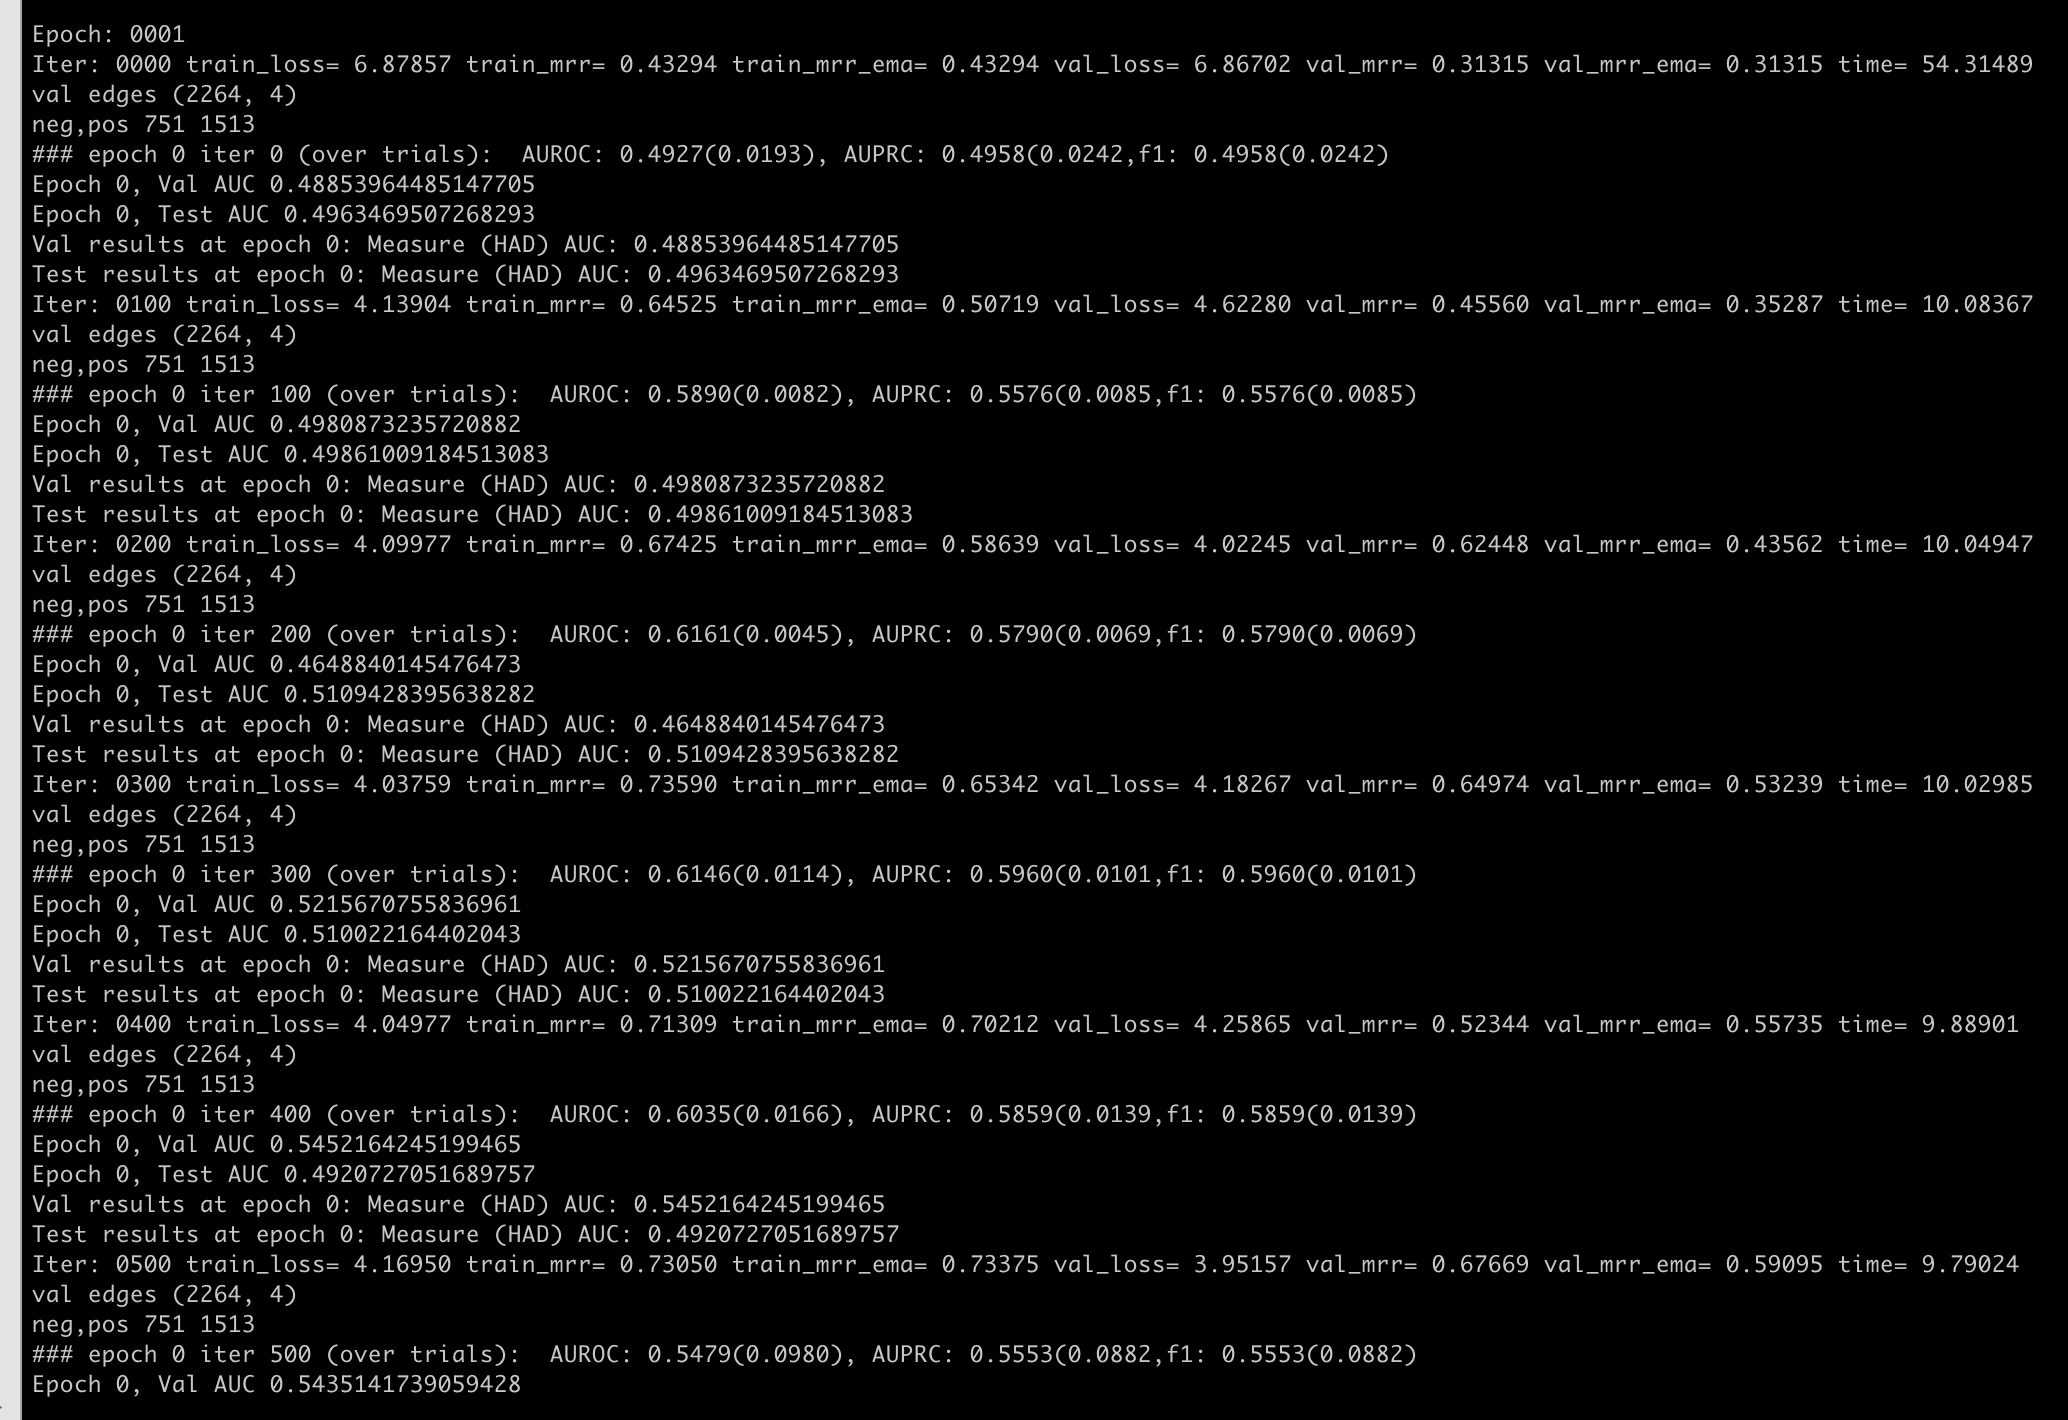 Epoch: 0001
Iter: 0000 train_loss= 6.87857 train_mrr= 0.43294 train_mrr_ema= 0.43294 val_loss= 6.86702 val_mrr= 0.31315 val_mrr_ema= 0.31315 time= 54.31489
val edges (2264, 4)
neg,pos 751 1513
### epoch 0 iter 0 (over trials):  AUROC: 0.4927(0.0193), AUPRC: 0.4958(0.0242,f1: 0.4958(0.0242)
Epoch 0, Val AUC 0.48853964485147705
Epoch 0, Test AUC 0.4963469507268293
Val results at epoch 0: Measure (HAD) AUC: 0.48853964485147705
Test results at epoch 0: Measure (HAD) AUC: 0.4963469507268293
Iter: 0100 train_loss= 4.13904 train_mrr= 0.64525 train_mrr_ema= 0.50719 val_loss= 4.62280 val_mrr= 0.45560 val_mrr_ema= 0.35287 time= 10.08367
val edges (2264, 4)
neg,pos 751 1513
### epoch 0 iter 100 (over trials):  AUROC: 0.5890(0.0082), AUPRC: 0.5576(0.0085,f1: 0.5576(0.0085)
Epoch 0, Val AUC 0.4980873235720882
Epoch 0, Test AUC 0.49861009184513083
Val results at epoch 0: Measure (HAD) AUC: 0.4980873235720882
Test results at epoch 0: Measure (HAD) AUC: 0.49861009184513083
Iter: 0200 train_loss= 4.09977 train_mrr= 0.67425 train_mrr_ema= 0.58639 val_loss= 4.02245 val_mrr= 0.62448 val_mrr_ema= 0.43562 time= 10.04947
val edges (2264, 4)
neg,pos 751 1513
### epoch 0 iter 200 (over trials):  AUROC: 0.6161(0.0045), AUPRC: 0.5790(0.0069,f1: 0.5790(0.0069)
Epoch 0, Val AUC 0.4648840145476473
Epoch 0, Test AUC 0.5109428395638282
Val results at epoch 0: Measure (HAD) AUC: 0.4648840145476473
Test results at epoch 0: Measure (HAD) AUC: 0.5109428395638282
Iter: 0300 train_loss= 4.03759 train_mrr= 0.73590 train_mrr_ema= 0.65342 val_loss= 4.18267 val_mrr= 0.64974 val_mrr_ema= 0.53239 time= 10.02985
val edges (2264, 4)
neg,pos 751 1513
### epoch 0 iter 300 (over trials):  AUROC: 0.6146(0.0114), AUPRC: 0.5960(0.0101,f1: 0.5960(0.0101)
Epoch 0, Val AUC 0.5215670755836961
Epoch 0, Test AUC 0.510022164402043
Val results at epoch 0: Measure (HAD) AUC: 0.5215670755836961
Test results at epoch 0: Measure (HAD) AUC: 0.510022164402043
Iter: 0400 train_loss= 4.04977 train_mrr= 0.71309 train_mrr_ema= 0.70212 val_loss= 4.25865 val_mrr= 0.52344 val_mrr_ema= 0.55735 time= 9.88901
val edges (2264, 4)
neg,pos 751 1513
### epoch 0 iter 400 (over trials):  AUROC: 0.6035(0.0166), AUPRC: 0.5859(0.0139,f1: 0.5859(0.0139)
Epoch 0, Val AUC 0.5452164245199465
Epoch 0, Test AUC 0.4920727051689757
Val results at epoch 0: Measure (HAD) AUC: 0.5452164245199465
Test results at epoch 0: Measure (HAD) AUC: 0.4920727051689757
Iter: 0500 train_loss= 4.16950 train_mrr= 0.73050 train_mrr_ema= 0.73375 val_loss= 3.95157 val_mrr= 0.67669 val_mrr_ema= 0.59095 time= 9.79024
val edges (2264, 4)
neg,pos 751 1513
### epoch 0 iter 500 (over trials):  AUROC: 0.5479(0.0980), AUPRC: 0.5553(0.0882,f1: 0.5553(0.0882)
Epoch 0, Val AUC 0.5435141739059428